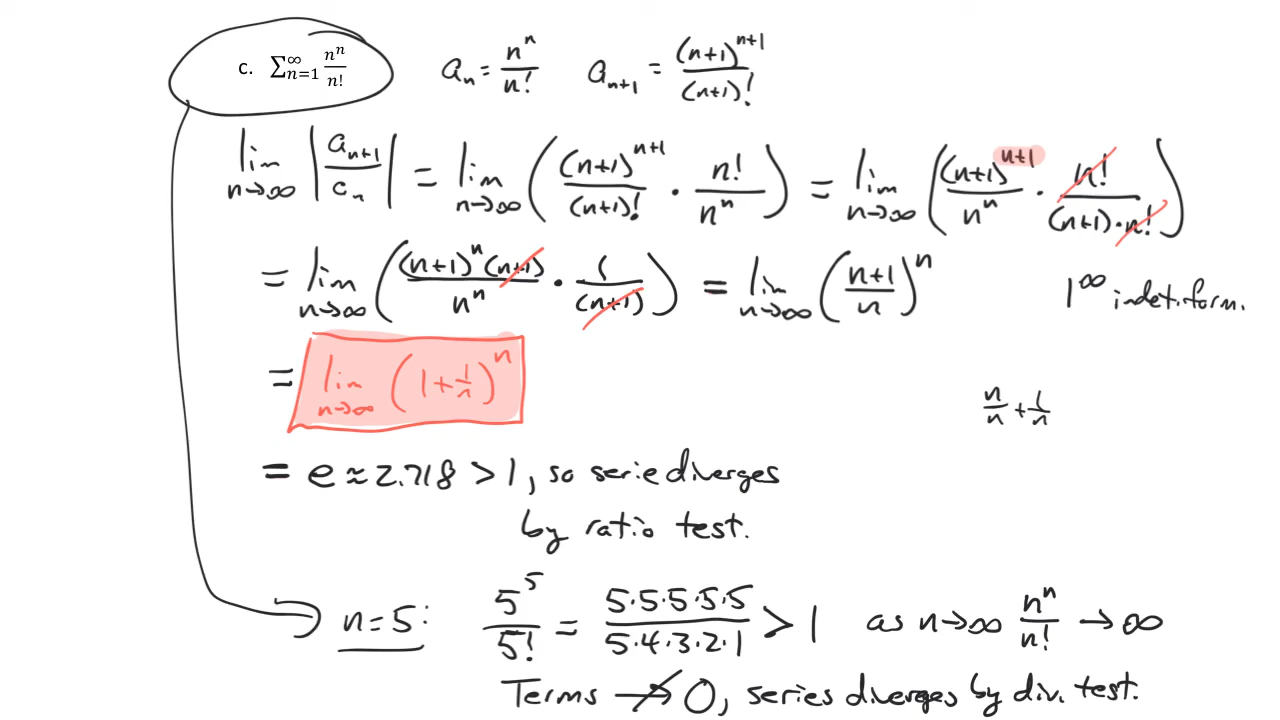 c. ∑_{n=1}^{∞} n^n/n!   a_n = n^n/n!   a_{n+1} = (n+1)^{n+1}/(n+1)!
lim_{n→∞} |a_{n+1}/a_n| = lim_{n→∞} ((n+1)^{n+1}/(n+1)! · n!/n^n) = lim_{n→∞} ((n+1)^{n+1}/n^n · n!/((n+1)·n!))
= lim_{n→∞} ((n+1)^n (n+1)/n^n · 1/(n+1)) = lim_{n→∞} ((n+1)/n)^n   1^∞ indet. form.
= lim_{n→∞} (1 + 1/n)^n   n/n + 1/n
= e ≈ 2.718 > 1, so serie diverges
by ratio test.
n = 5: 5^5/5! = 5·5·5·5·5/5·4·3·2·1 > 1   as n→∞ n^n/n! → ∞
Terms ↛ 0, series diverges by div. test.